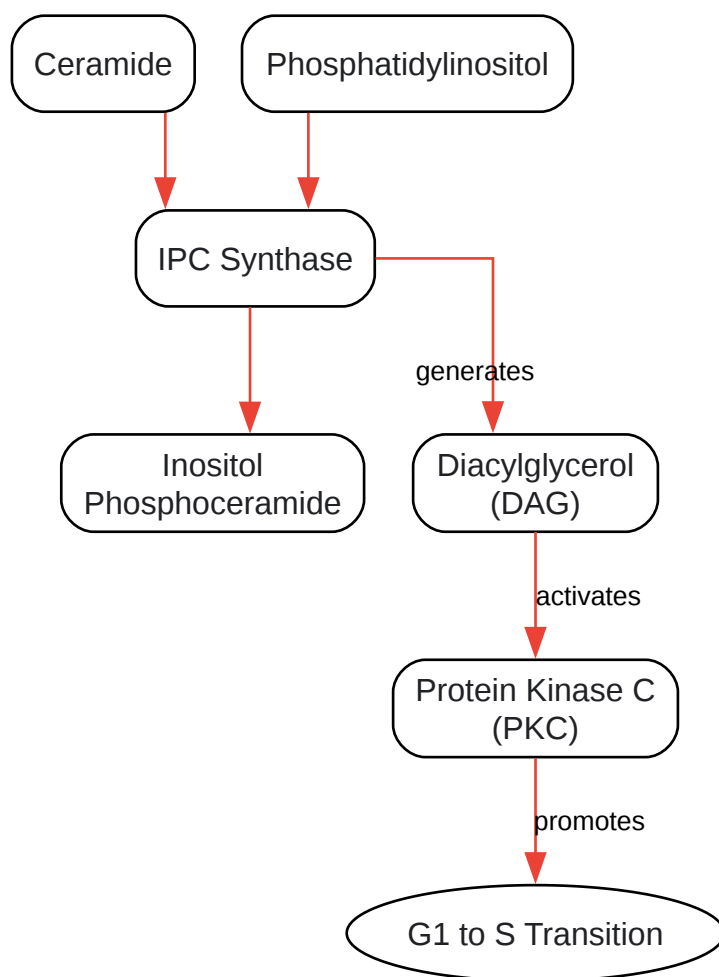 Ceramide
Phosphatidylinositol
IPC Synthase
generates
Inositol
Phosphoceramide
Diacylglycerol
(DAG)
activates
Protein Kinase C
(PKC)
promotes
G1 to S Transition